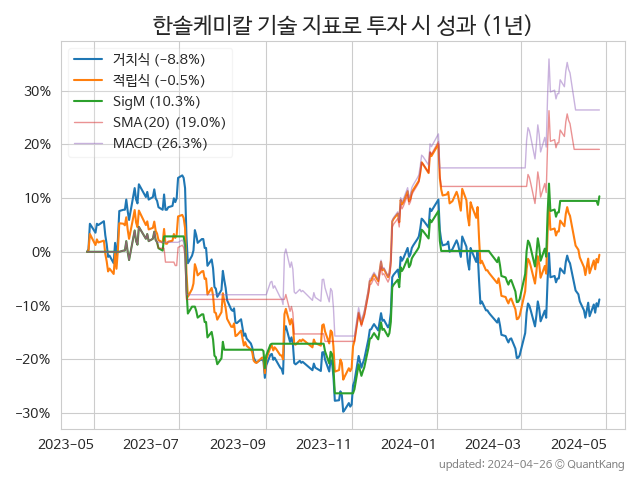 한솔케미칼 기술 지표로 투자 시 성과 (1년)
거치식 (−8.8%)
적립식 (−0.5%)
SigM (10.3%)
SMA(20) (19.0%)
MACD (26.3%)
30%
20%
10%
0%
−10%
−20%
−30%
2023-05 2023-07 2023-09 2023-11 2024-01 2024-03 2024-05
updated: 2024-04-26 © QuantKang